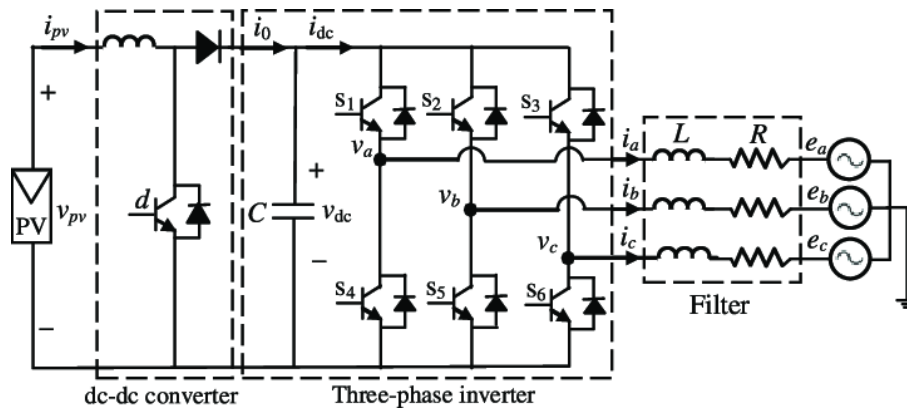 i_pv
i_0
i_dc
s_1
s_2
s_3
i_a
L
R
e_a
+
v_a
PV
v_pv
d
C
+
v_dc
v_b
i_b
e_b
v_c
i_c
e_c
−
−
s_4
s_5
s_6
Filter
dc-dc converter
Three-phase inverter